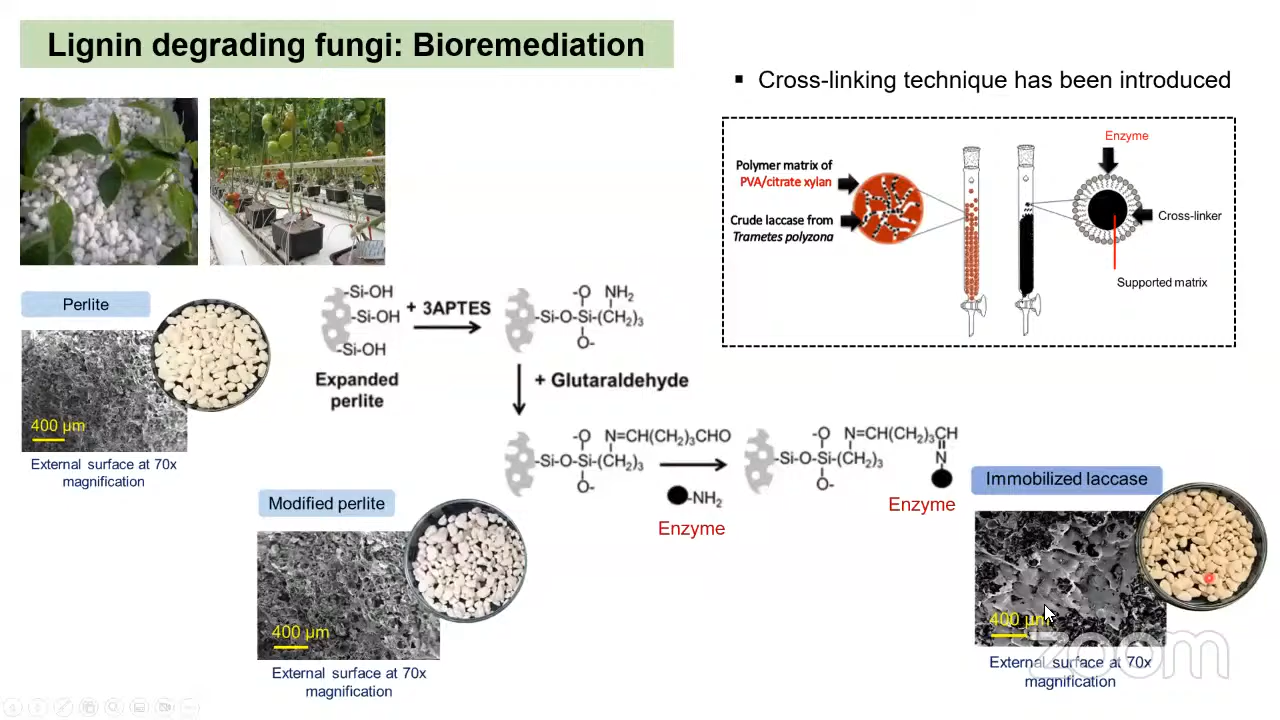 Lignin degrading fungi: Bioremediation
▪ Cross-linking technique has been introduced
Polymer matrix of
PVA/citrate xylan
Crude laccase from
Trametes polyzona
Enzyme
Cross-linker
Supported matrix
Perlite
400 µm
External surface at 70x
magnification
-Si-OH
-Si-OH
-Si-OH
Expanded
perlite
+ 3APTES
-O NH₂
-Si-O-Si-(CH₂)₃
O-
+ Glutaraldehyde
-O N=CH(CH₂)₃CHO
-Si-O-Si-(CH₂)₃
O-
-NH₂
Enzyme
-O N=CH(CH₂)₃CH
-Si-O-Si-(CH₂)₃
N
O-
Enzyme
Modified perlite
400 µm
External surface at 70x
magnification
Immobilized laccase
400 µm
External surface at 70x
magnification
zoom